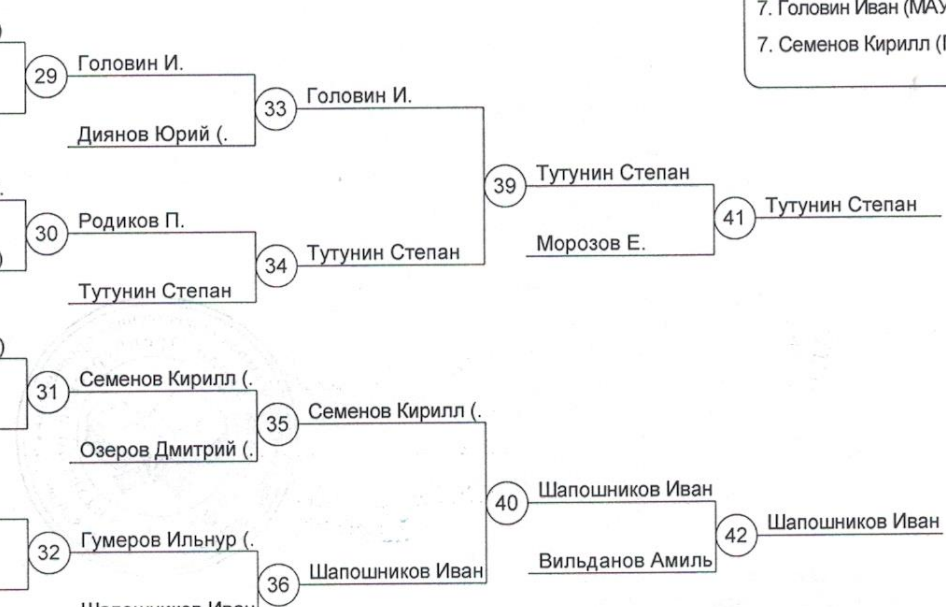 7. Головин Иван (МАУ
7. Семенов Кирилл (
29
Головин И.
Диянов Юрий (.
33
Головин И.
30
Родиков П.
Тутунин Степан
34
Тутунин Степан
39
Тутунин Степан
Морозов Е.
41
Тутунин Степан
31
Семенов Кирилл (.
Озеров Дмитрий (.
35
Семенов Кирилл (.
32
Гумеров Ильнур (.
Шапошников Иван
36
Шапошников Иван
40
Шапошников Иван
Вильданов Амиль
42
Шапошников Иван